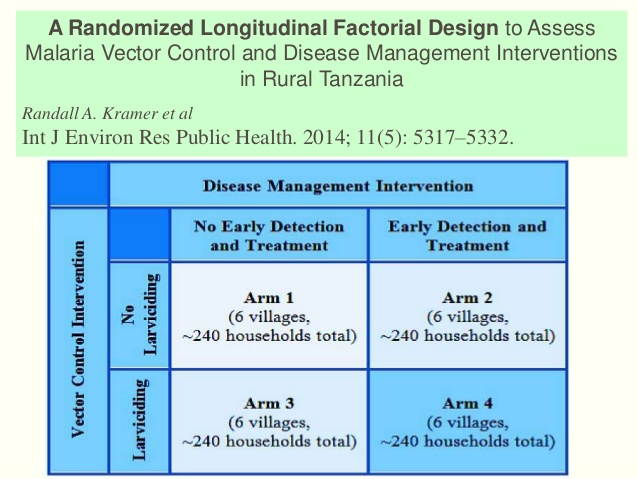 A Randomized Longitudinal Factorial Design to Assess
Malaria Vector Control and Disease Management Interventions
in Rural Tanzania
Randall A. Kramer et al
Int J Environ Res Public Health. 2014; 11(5): 5317–5332.
Disease Management Intervention
Vector Control Intervention
No Early Detection
and Treatment
Early Detection and
Treatment
No
Larviciding
Arm 1
(6 villages,
~240 households total)
Arm 2
(6 villages,
~240 households total)
Larviciding
Arm 3
(6 villages,
~240 households total)
Arm 4
(6 villages,
~240 households total)